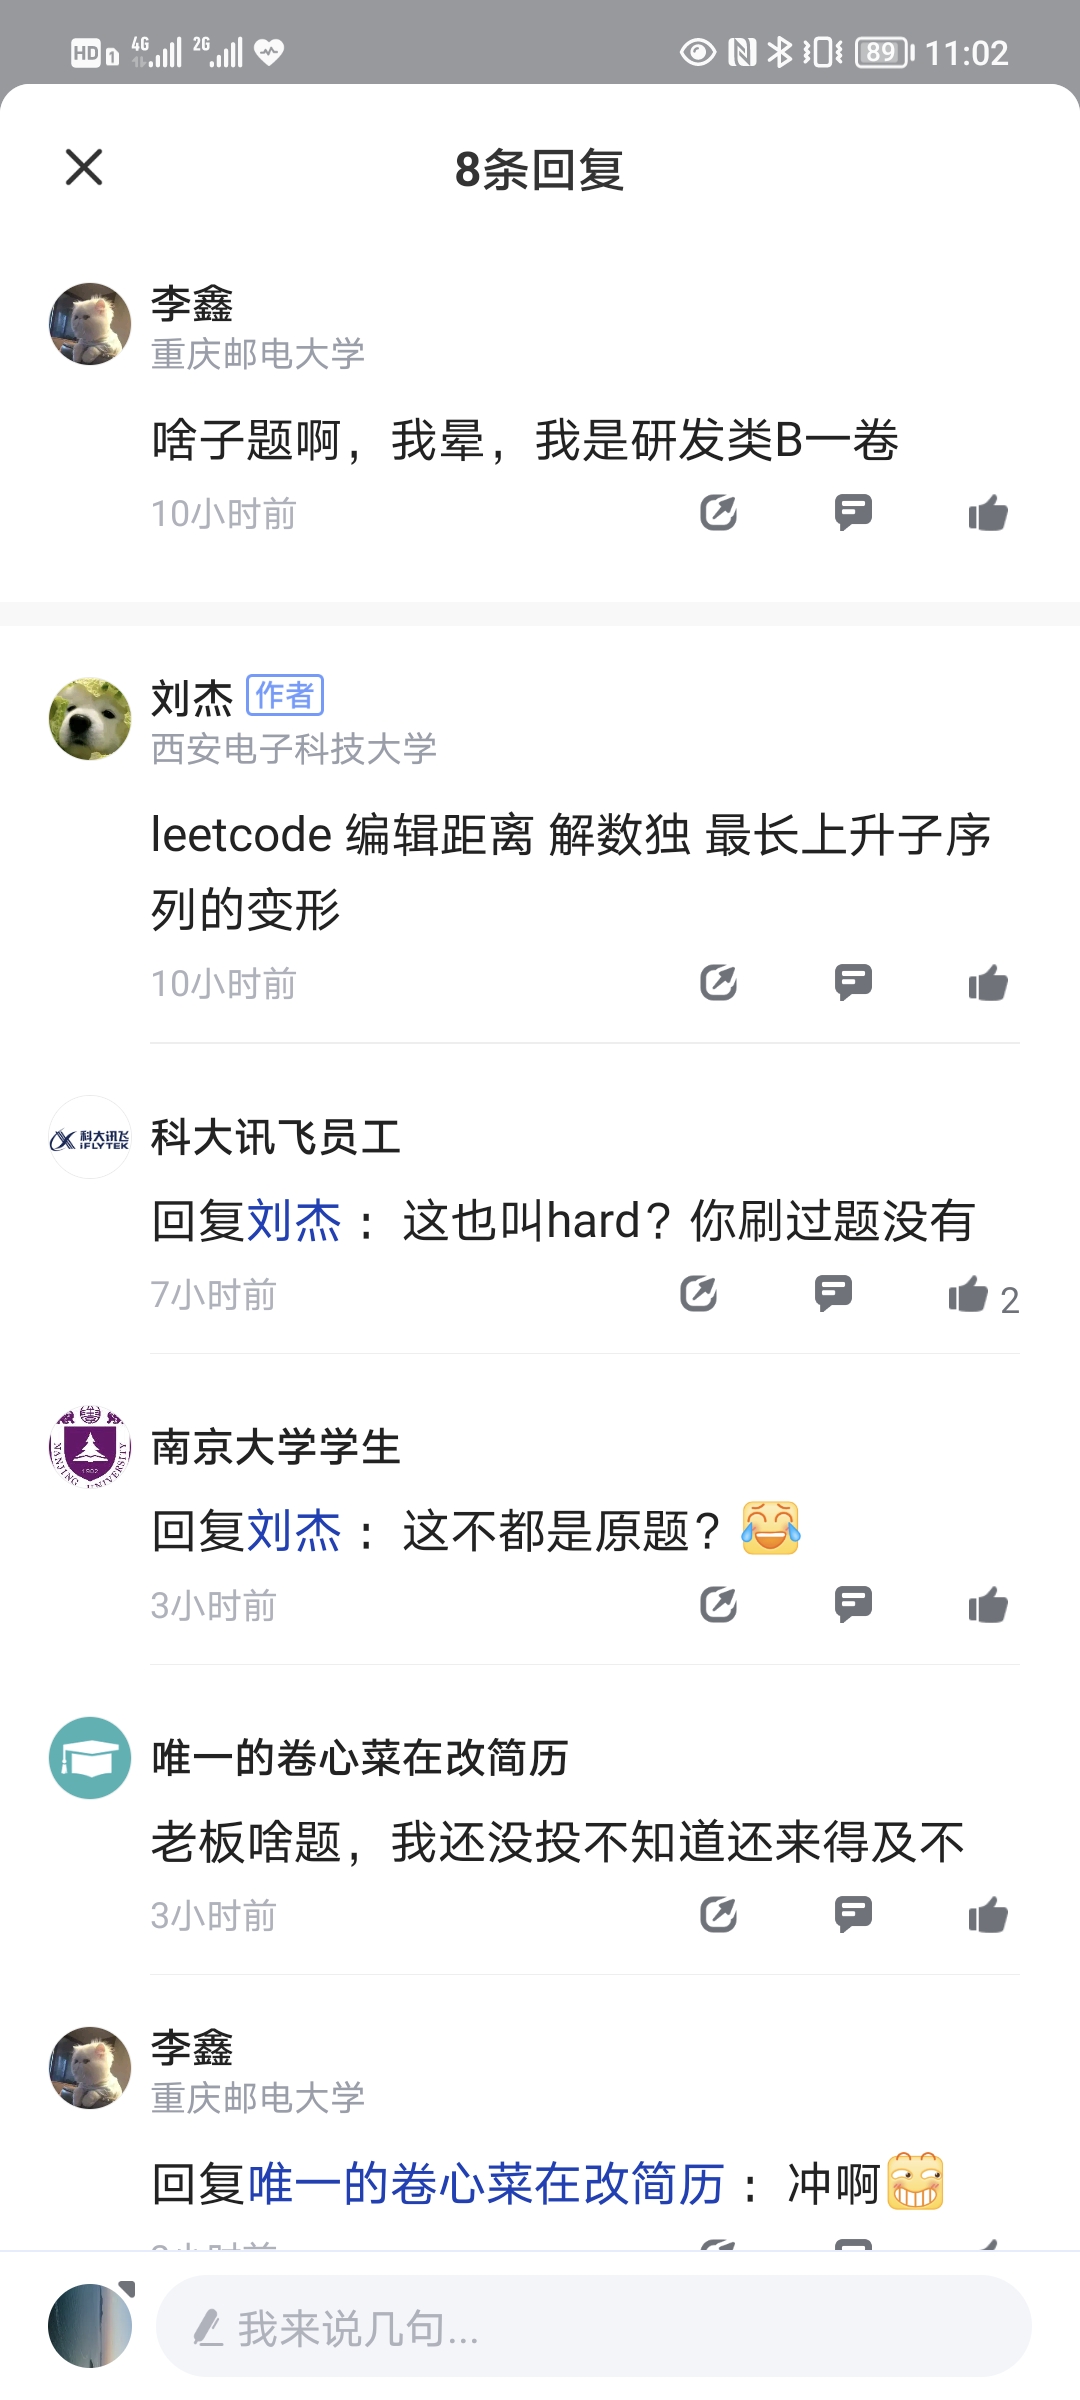 HD 1 4G 2G 89 11:02
8条回复
李鑫
重庆邮电大学
啥子题啊，我晕，我是研发类B一卷
10小时前
刘杰 作者
西安电子科技大学
leetcode 编辑距离 解数独 最长上升子序
列的变形
10小时前
科大讯飞 iFLYTEK
科大讯飞员工
回复刘杰 ：这也叫hard？你刷过题没有
7小时前
2
NANJING UNIVERSITY
1902
南京大学学生
回复刘杰 ：这不都是原题？
3小时前
唯一的卷心菜在改简历
老板啥题，我还没投不知道还来得及不
3小时前
李鑫
重庆邮电大学
回复唯一的卷心菜在改简历 ：冲啊
我来说几句...